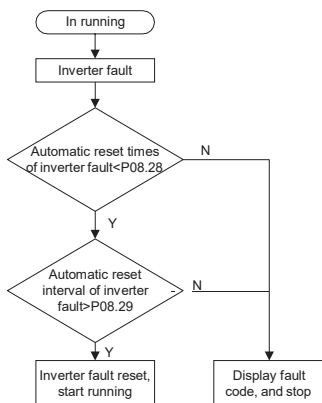 In running
Inverter fault
Automatic reset times
of inverter fault<P08.28
N
Y
Automatic reset
interval of inverter
fault>P08.29
N
Y
Inverter fault reset,
start running
Display fault
code, and stop